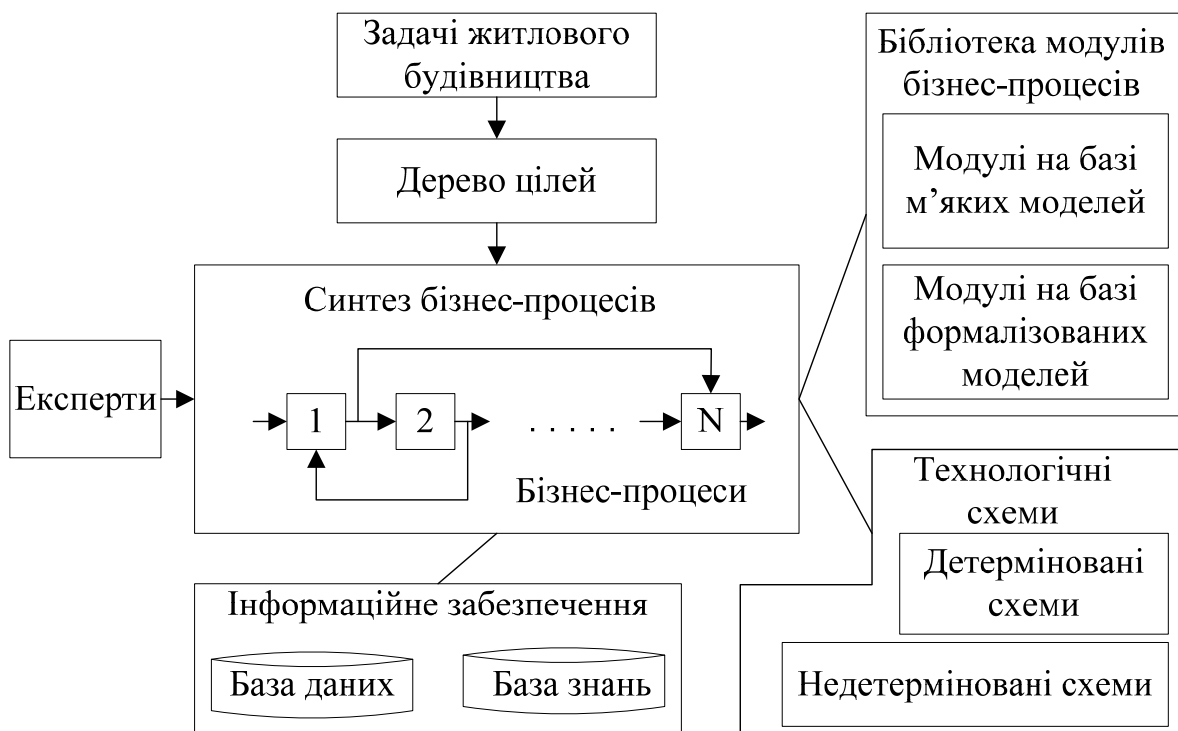 Задачі житлового
будівництва
Дерево цілей
Бібліотека модулів
бізнес-процесів
Модулі на базі
м’яких моделей
Модулі на базі
формалізованих
моделей
Експерти
Синтез бізнес-процесів
1
2
. . . . .
N
Бізнес-процеси
Технологічні
схеми
Детерміновані
схеми
Недетерміновані схеми
Інформаційне забезпечення
База даних
База знань